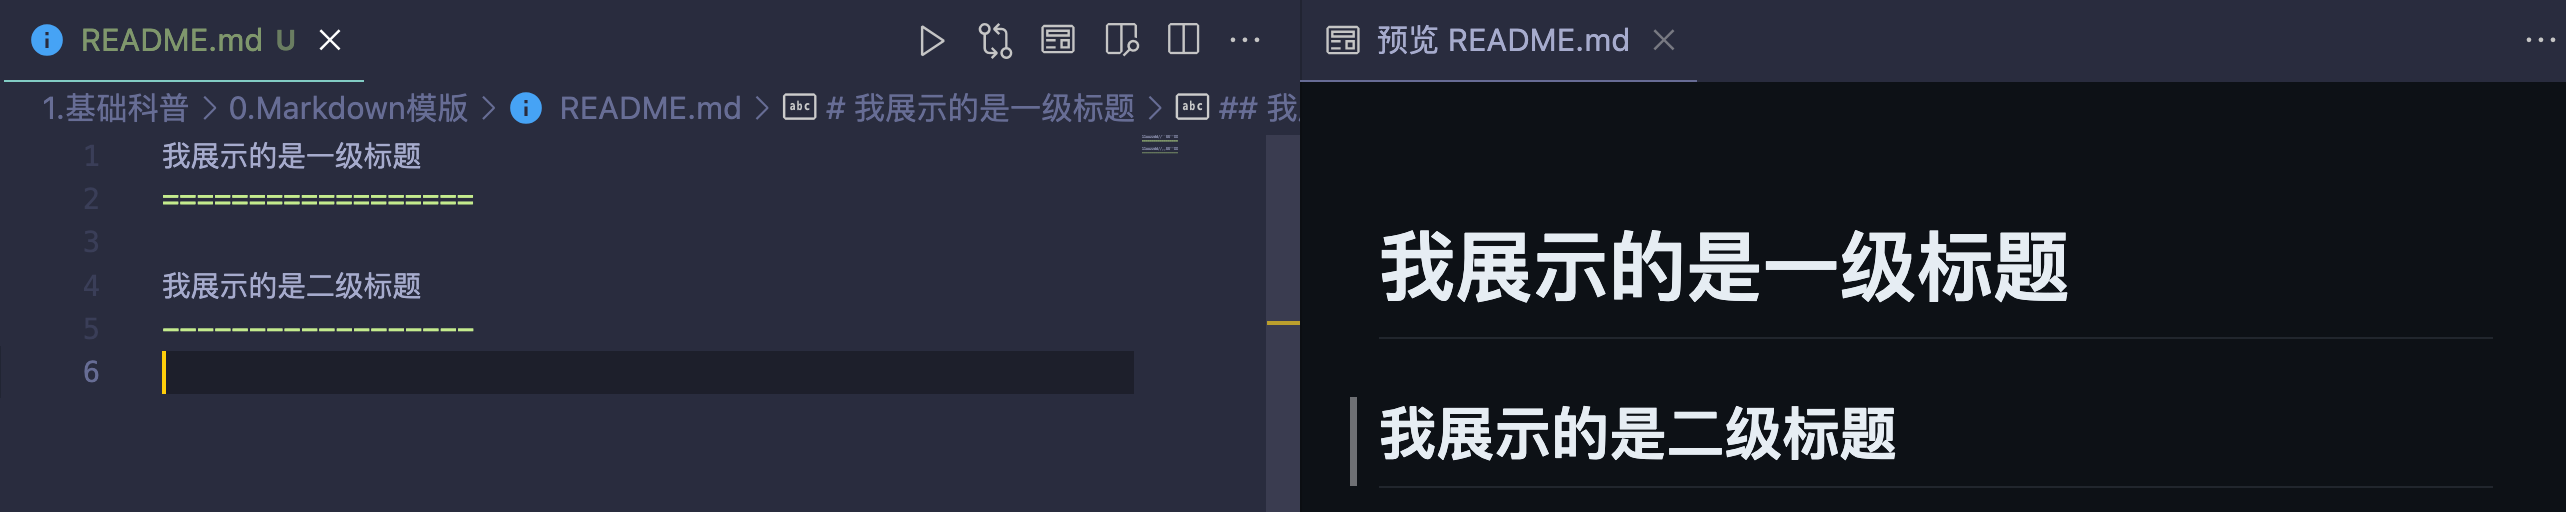 README.md U
预览 README.md
1.基础科普 > 0.Markdown模版 > README.md > abc # 我展示的是一级标题 > abc ## 我
1 我展示的是一级标题
2 ==================
3
4 我展示的是二级标题
5 ------------------
6
我展示的是一级标题
我展示的是二级标题